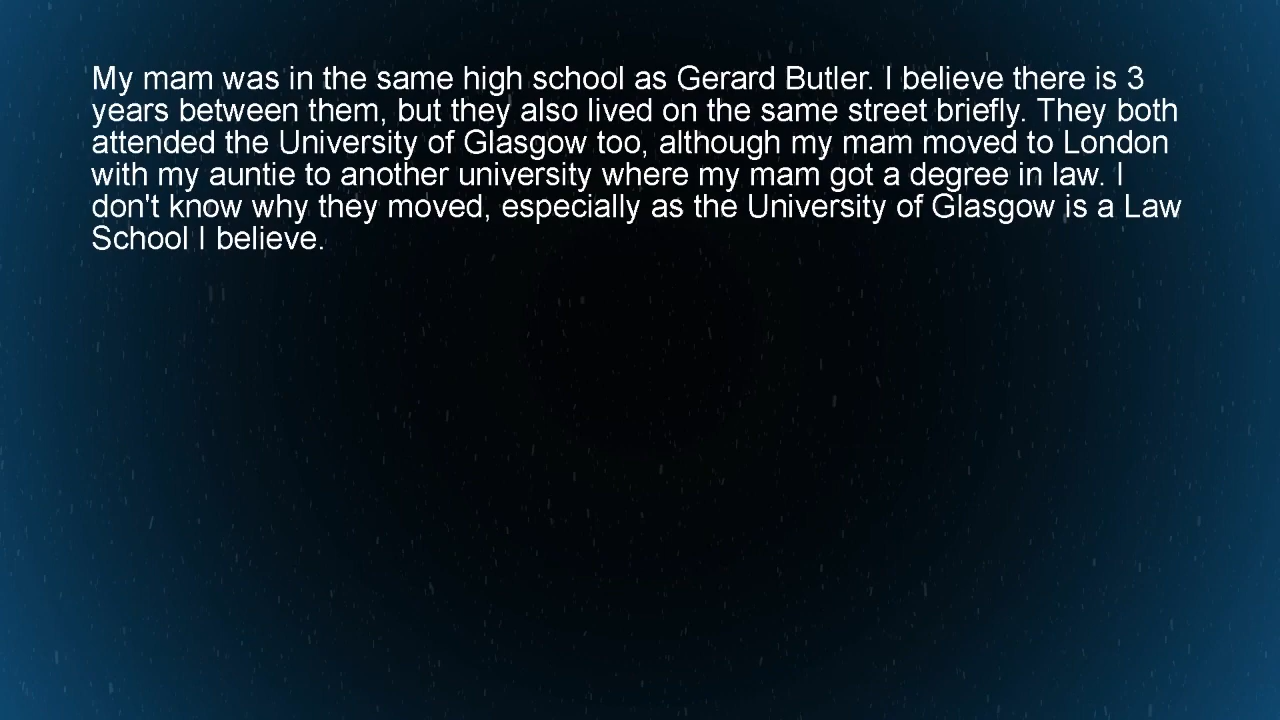 My mam was in the same high school as Gerard Butler. I believe there is 3
years between them, but they also lived on the same street briefly. They both
attended the University of Glasgow too, although my mam moved to London
with my auntie to another university where my mam got a degree in law. I
don't know why they moved, especially as the University of Glasgow is a Law
School I believe.